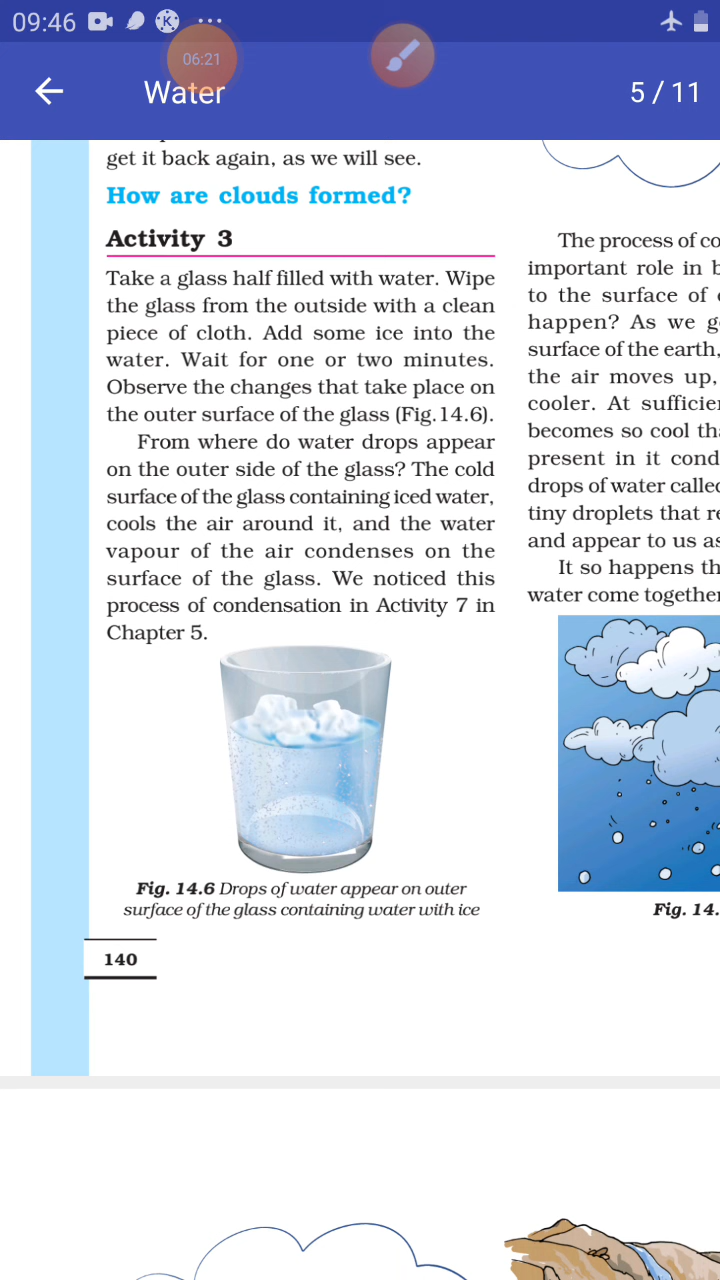 09:46
06:21
Water
5 / 11
get it back again, as we will see.
How are clouds formed?
Activity 3
Take a glass half filled with water. Wipe
the glass from the outside with a clean
piece of cloth. Add some ice into the
water. Wait for one or two minutes.
Observe the changes that take place on
the outer surface of the glass (Fig.14.6).
From where do water drops appear
on the outer side of the glass? The cold
surface of the glass containing iced water,
cools the air around it, and the water
vapour of the air condenses on the
surface of the glass. We noticed this
process of condensation in Activity 7 in
Chapter 5.
Fig. 14.6 Drops of water appear on outer
surface of the glass containing water with ice
140
The process of co
important role in b
to the surface of
happen? As we g
surface of the earth,
the air moves up,
cooler. At sufficie
becomes so cool tha
present in it cond
drops of water called
tiny droplets that re
and appear to us as
It so happens th
water come together
Fig. 14.